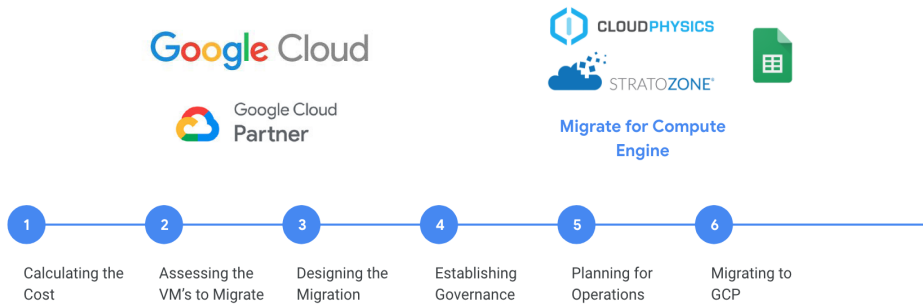 Google Cloud
Google Cloud
Partner
CLOUDPHYSICS
STRATOZONE®
Migrate for Compute
Engine
1
2
3
4
5
6
Calculating the
Cost
Assessing the
VM's to Migrate
Designing the
Migration
Establishing
Governance
Planning for
Operations
Migrating to
GCP